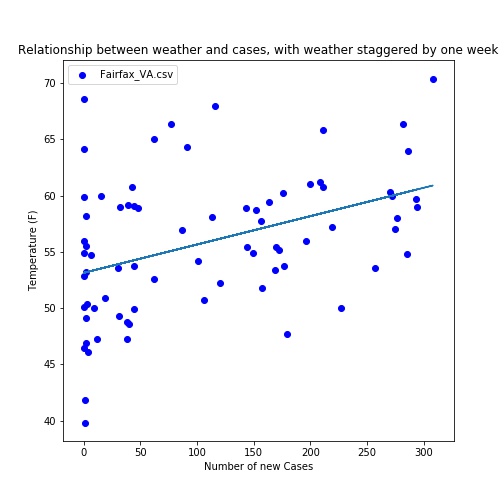 Relationship between weather and cases, with weather staggered by one week
Fairfax_VA.csv
Temperature (F)
70
65
60
55
50
45
40
0 50 100 150 200 250 300
Number of new Cases